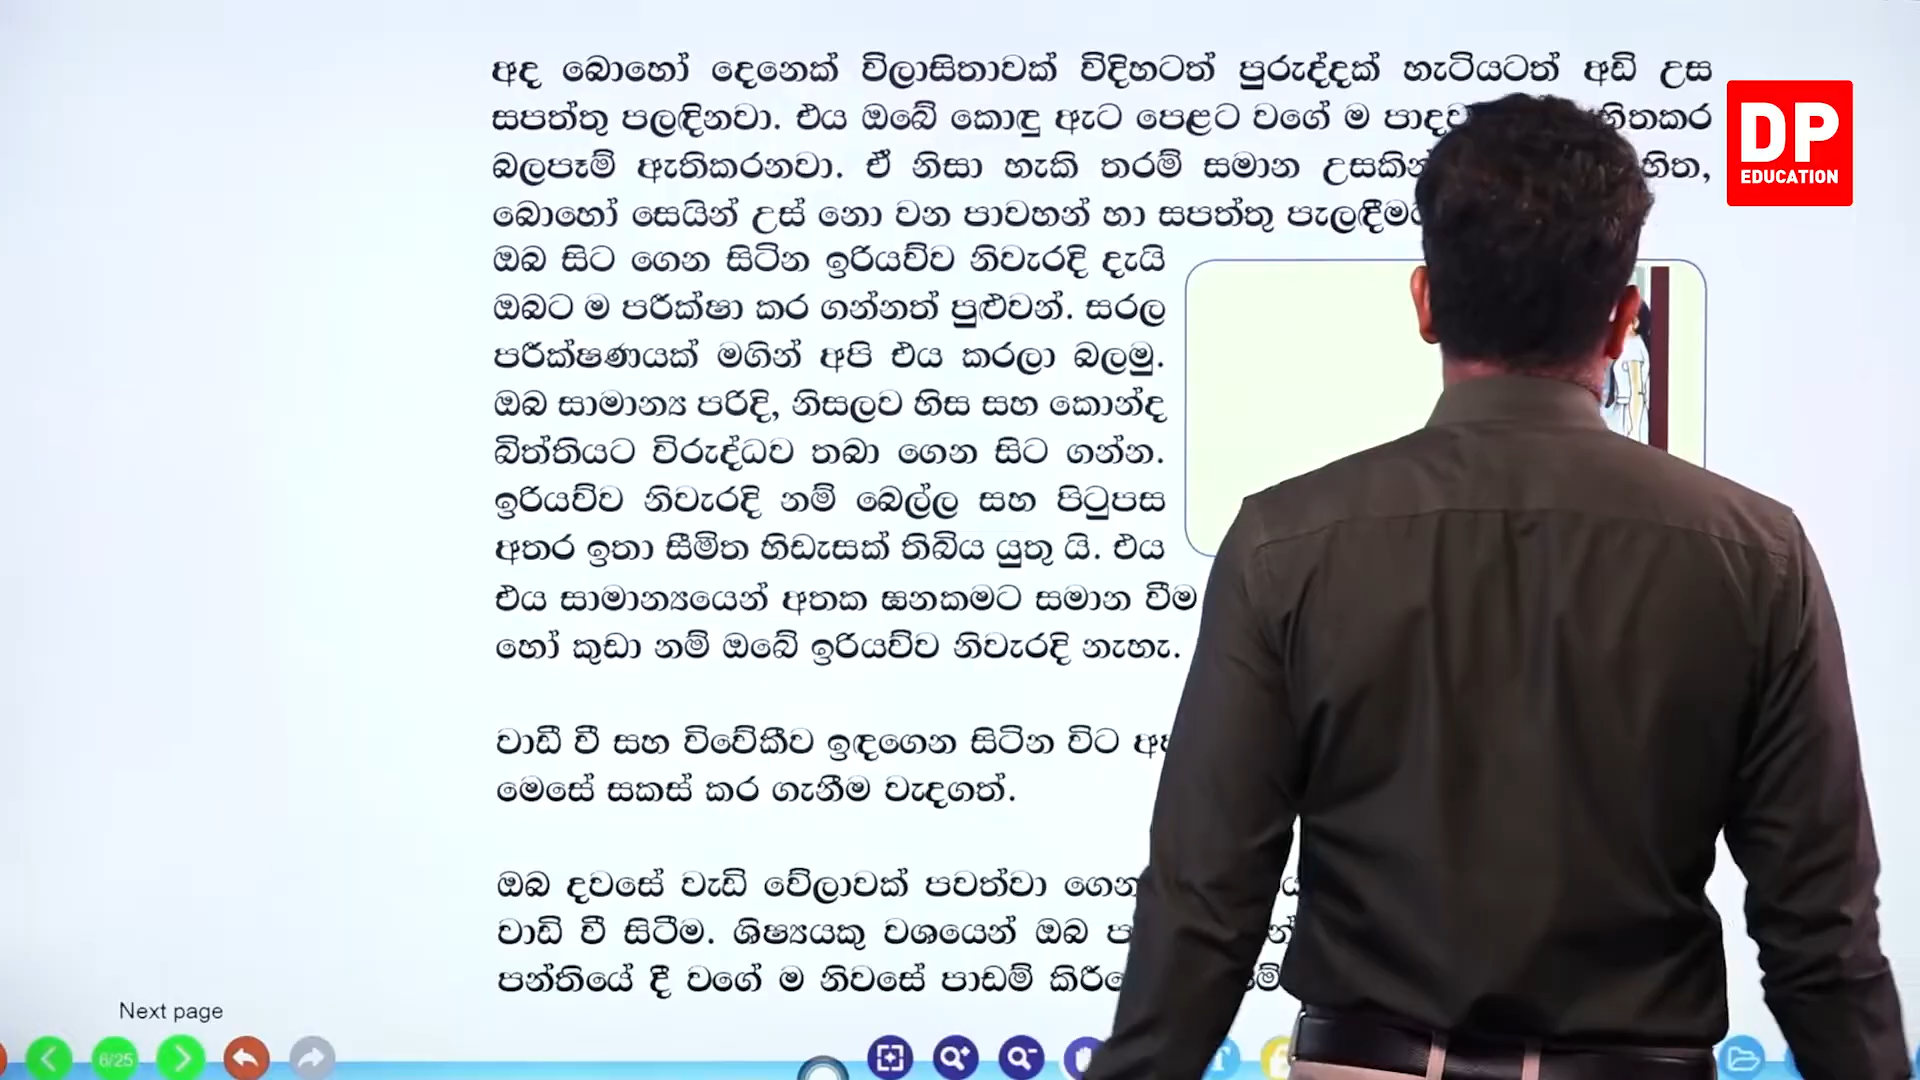 අද බොහෝ දෙනෙක් විලාසිතාවක් විදිහටත් පුරුද්දක් හැටියටත් අඩි උස
සපත්තු පලඳිනවා. එය ඔබේ කොඳු ඇට පෙළට වගේ ම
බලපෑම් ඇතිකරනවා. ඒ නිසා හැකි තරම් සමාන
බොහෝ සෙයින් උස් නො වන පාවහන් හා සපත්තු
ඔබ සිට ගෙන සිටින ඉරියව්ව නිවැරදි දැයි
ඔබට ම පරීක්ෂා කර ගන්නත් පුළුවන්. සරල
පරීක්ෂණයක් මගින් අපි එය කරලා බලමු.
ඔබ සාමාන්‍ය පරිදි, නිසලව හිස සහ කොන්ද
බිත්තියට විරුද්ධව තබා ගෙන සිට ගන්න.
ඉරියව්ව නිවැරදි නම් බෙල්ල සහ පිටුපස
අතර ඉතා සීමිත හිඩැසක් තිබිය යුතු යි. එය
එය සාමාන්‍යයෙන් අතක ඝනකමට සමාන වීම
හෝ කුඩා නම් ඔබේ ඉරියව්ව නිවැරදි නැහැ.
වාඩි වී සහ විවේකීව ඉඳගෙන සිටින විට
මෙසේ සකස් කර ගැනීම වැදගත්.
ඔබ දවසේ වැඩි වේලාවක් පවත්වා ගෙන
වාඩි වී සිටීම. ශිෂ්‍යයකු වශයෙන් ඔබ
පන්තියේ දී වගේ ම නිවසේ පාඩම්
DP
EDUCATION
Next page
6/25